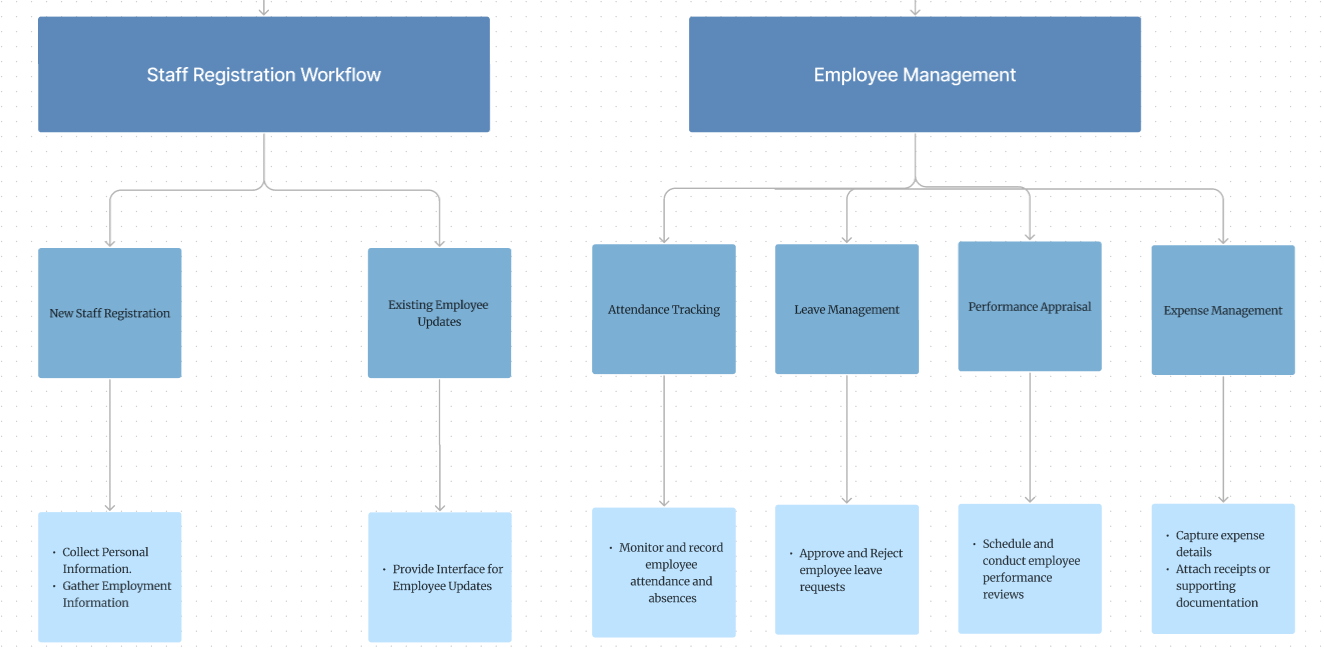 Staff Registration Workflow
Employee Management
New Staff Registration
Existing Employee
Updates
Attendance Tracking
Leave Management
Performance Appraisal
Expense Management
• Collect Personal
Information.
• Gather Employment
Information
• Provide Interface for
Employee Updates
• Monitor and record
employee
attendance and
absences
• Approve and Reject
employee leave
requests
• Schedule and
conduct employee
performance
reviews
• Capture expense
details
• Attach receipts or
supporting
documentation